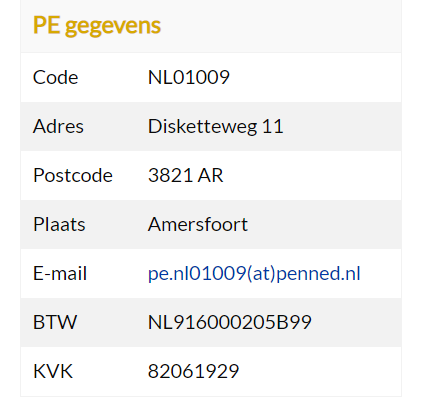 PE gegevens
Code NL01009
Adres Disketteweg 11
Postcode 3821 AR
Plaats Amersfoort
E-mail pe.nl01009(at)penned.nl
BTW NL916000205B99
KVK 82061929